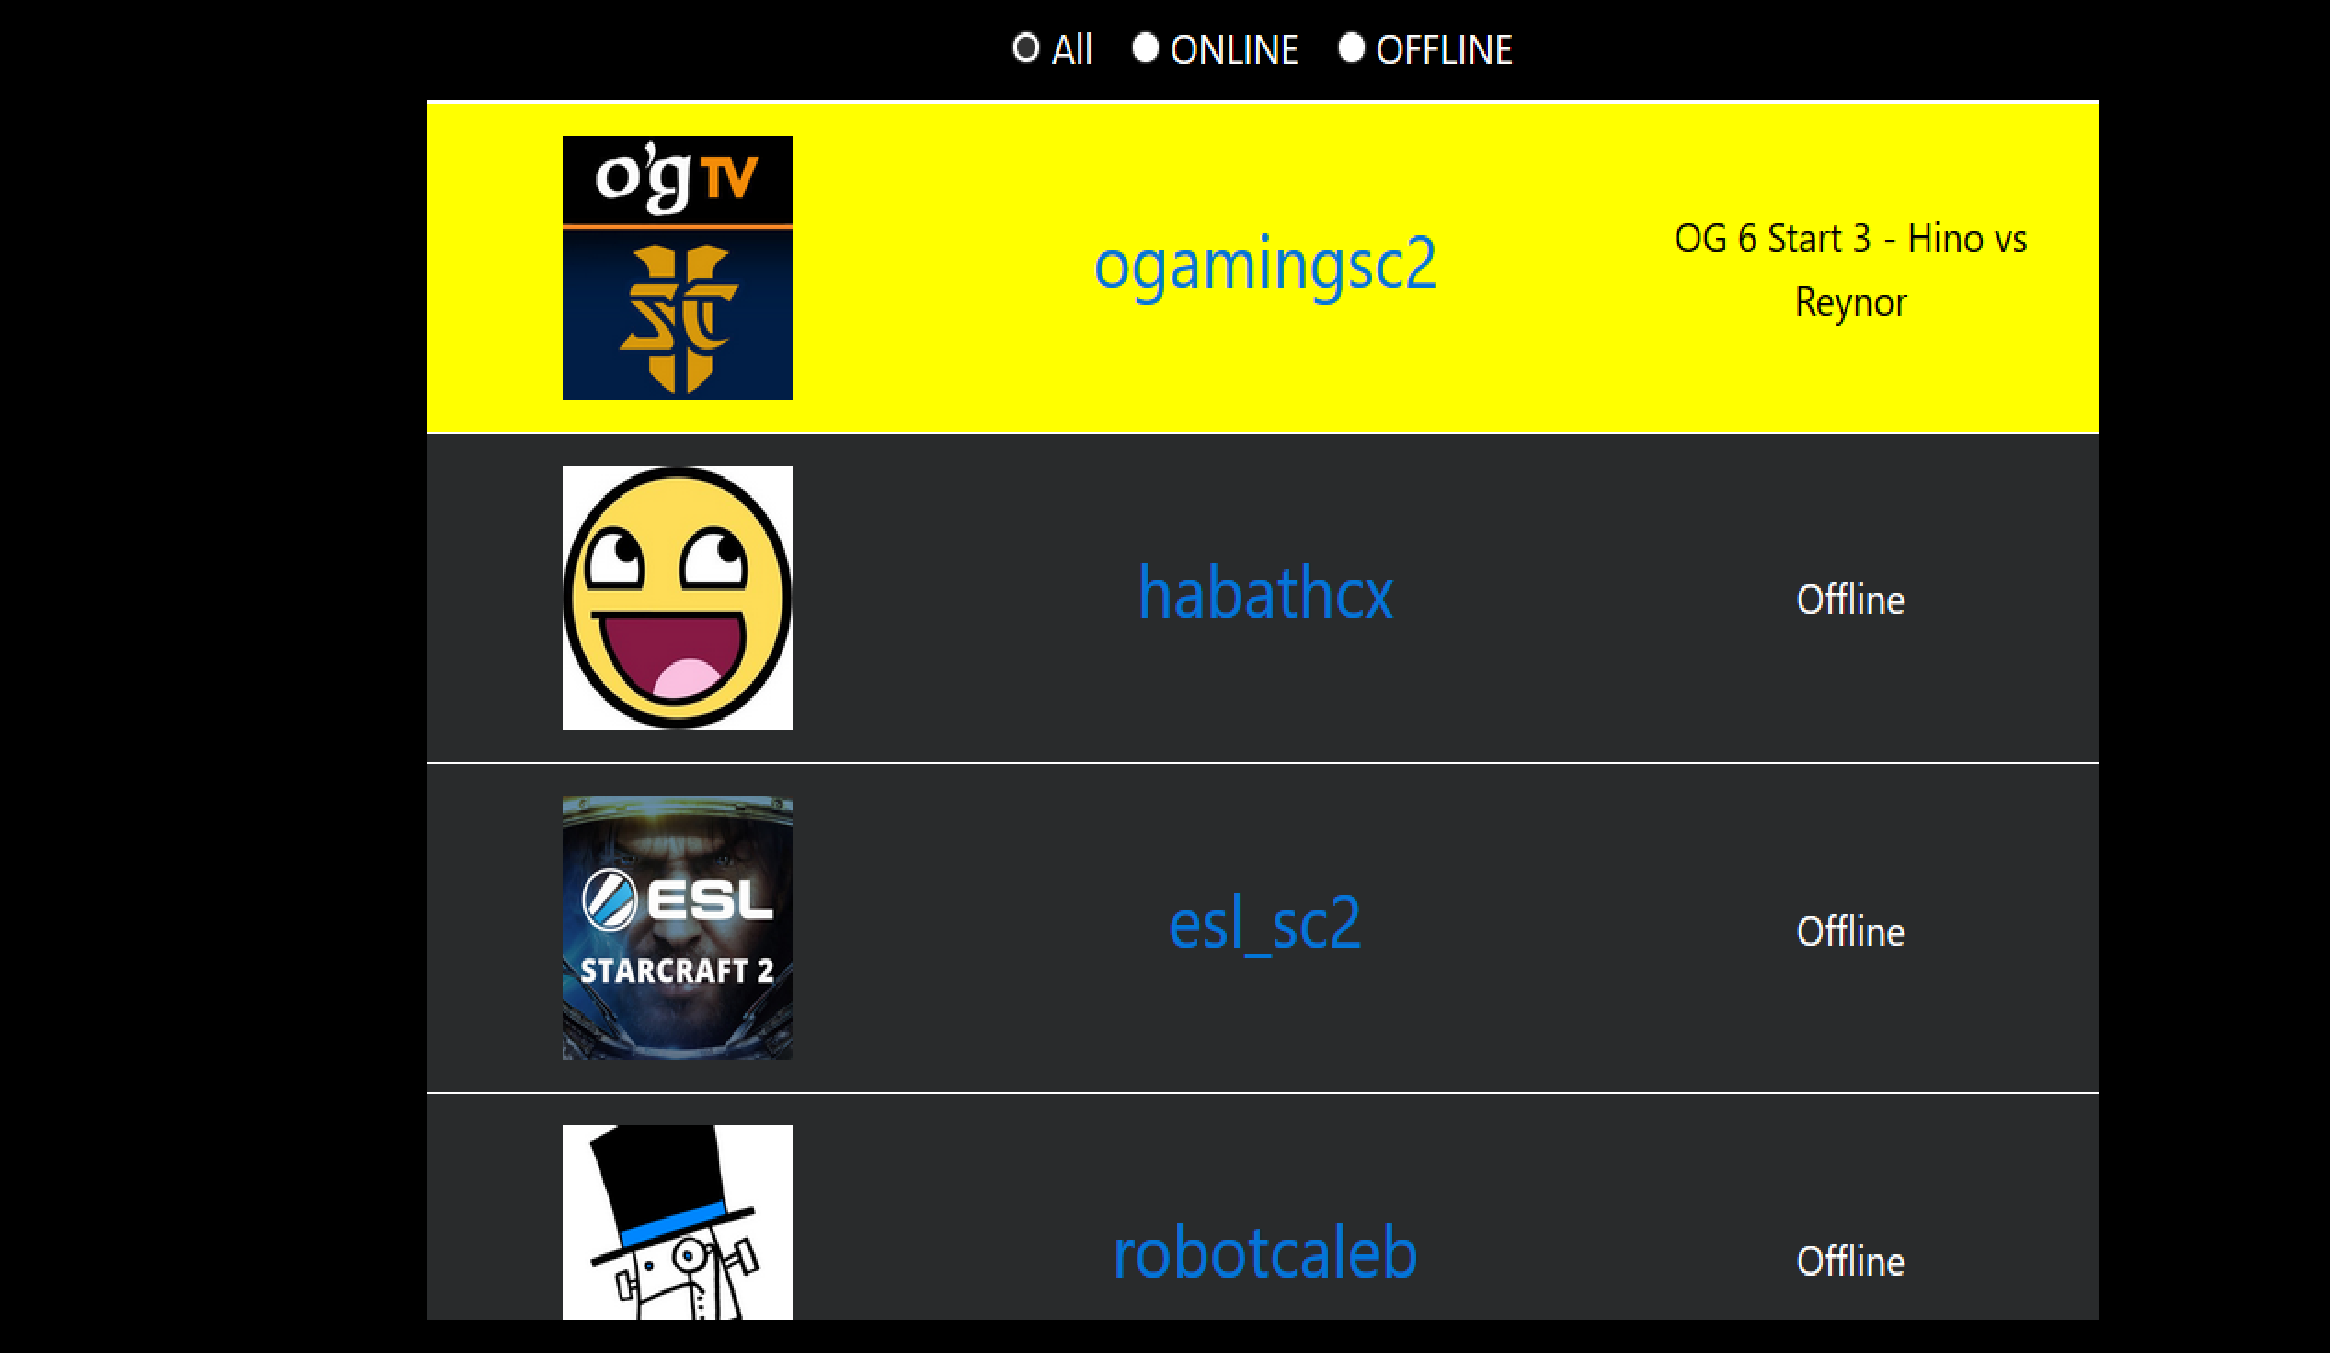 All ONLINE OFFLINE
o'g TV
SC
ogamingsc2
OG 6 Start 3 - Hino vs
Reynor
habathcx
Offline
ESL
STARCRAFT 2
esl_sc2
Offline
robotcaleb
Offline